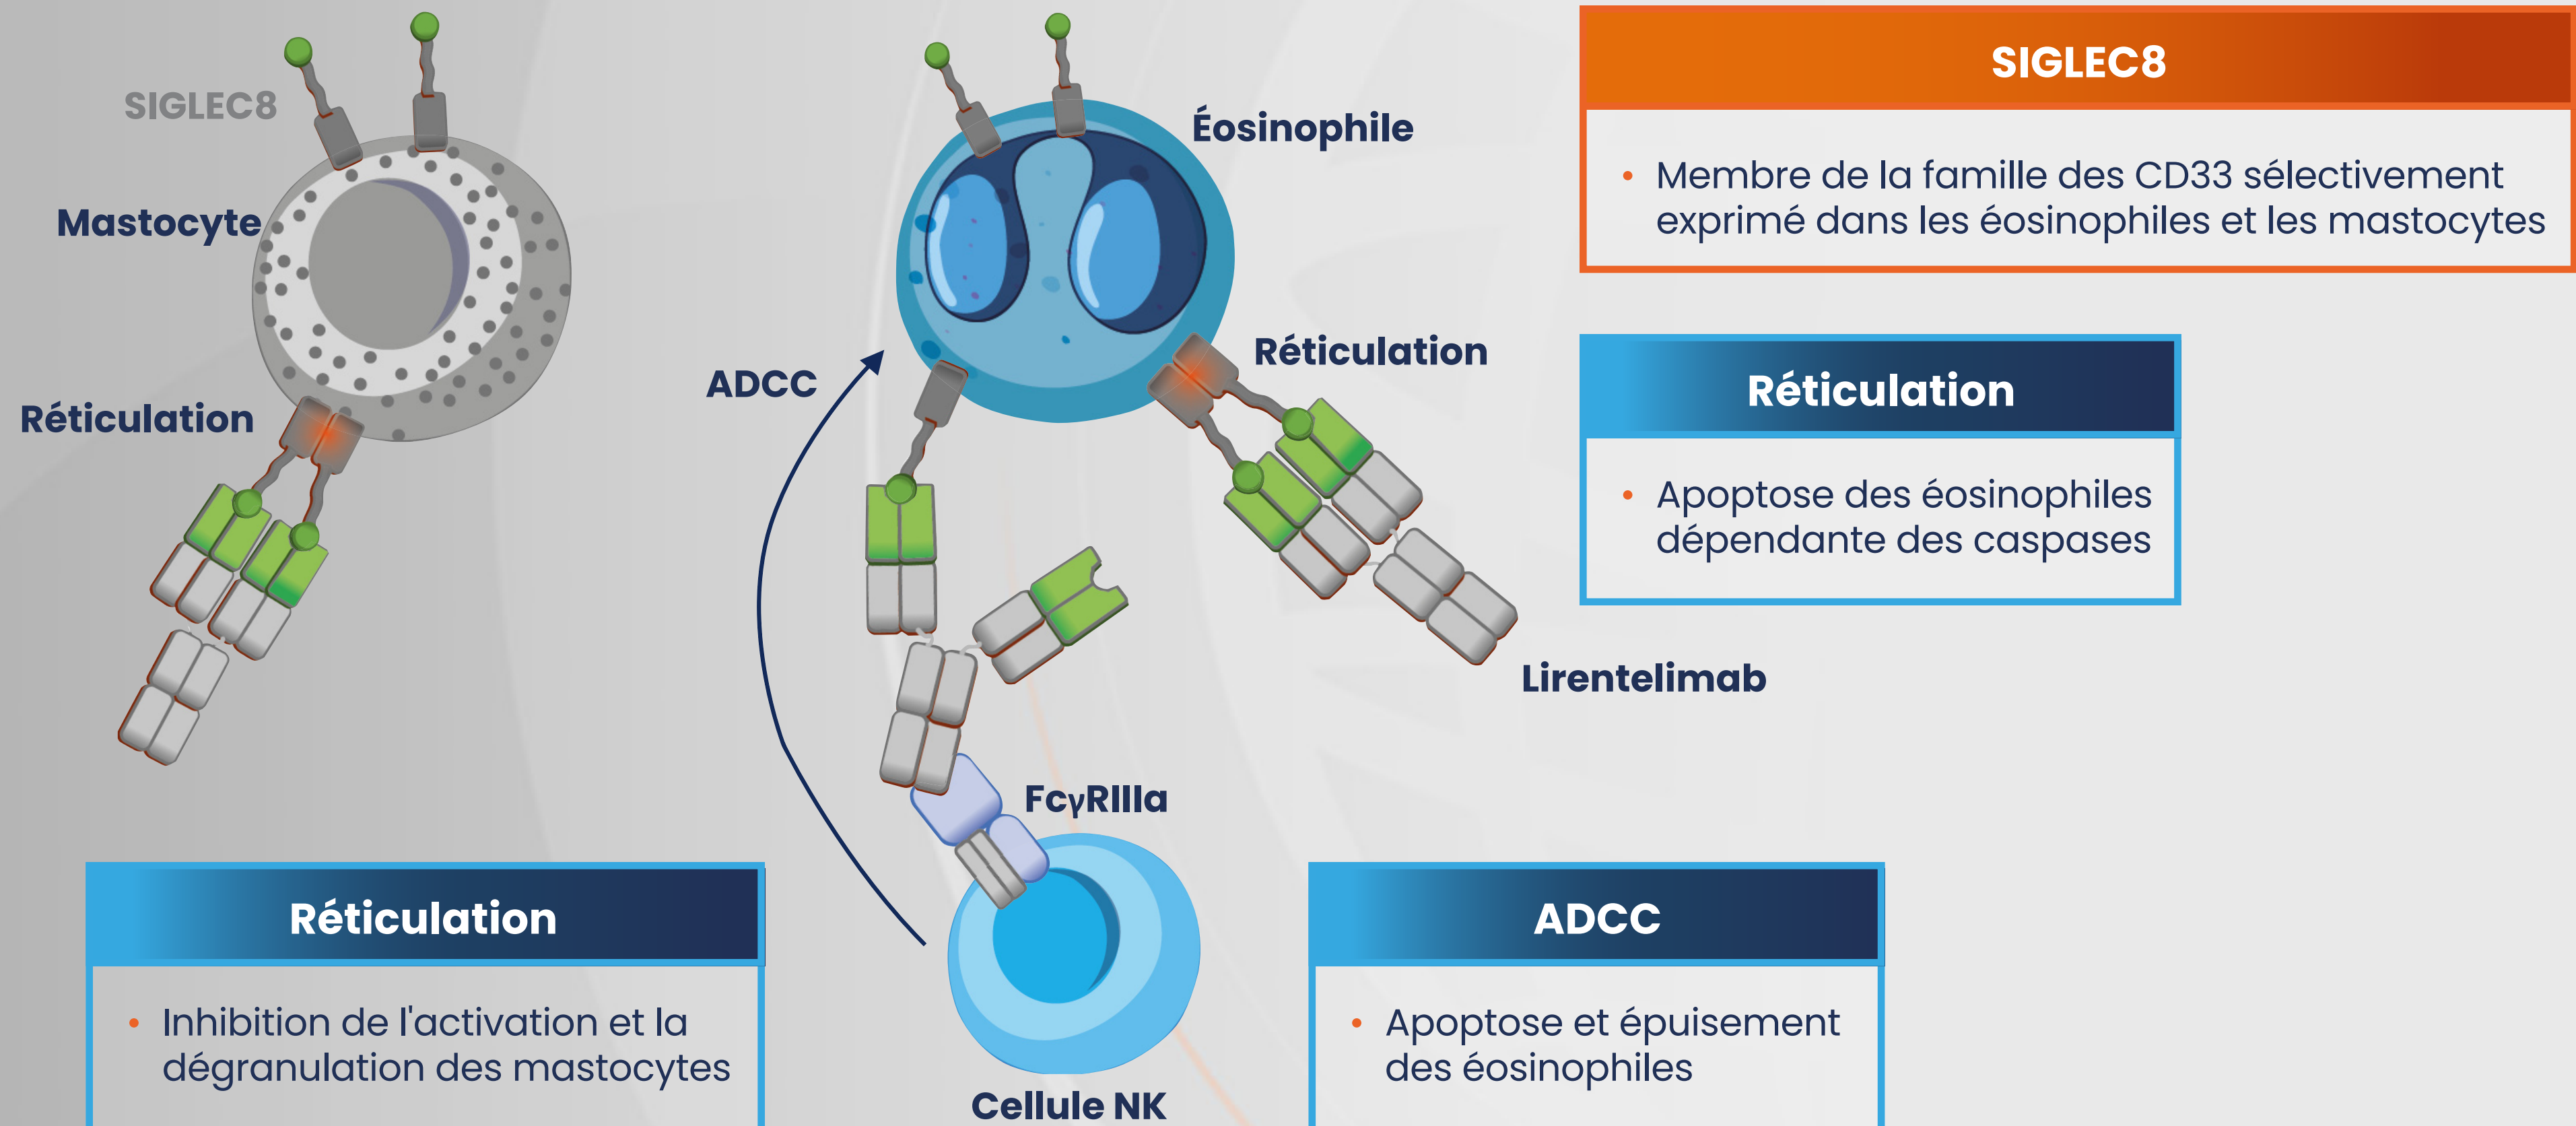 SIGLEC8
Mastocyte
Réticulation
Éosinophile
ADCC
Réticulation
Lirentelimab
FcγRIIIa
Cellule NK
SIGLEC8
• Membre de la famille des CD33 sélectivement
exprimé dans les éosinophiles et les mastocytes
Réticulation
• Apoptose des éosinophiles
dépendante des caspases
Réticulation
• Inhibition de l'activation et la
dégranulation des mastocytes
ADCC
• Apoptose et épuisement
des éosinophiles